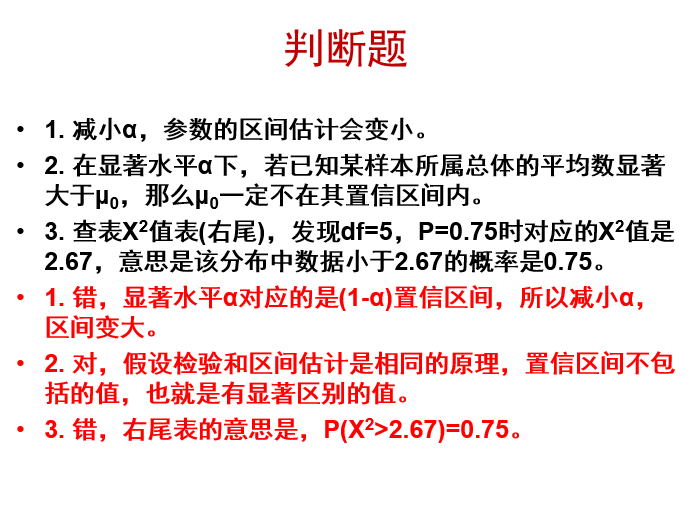 判断题
• 1. 减小α，参数的区间估计会变小。
• 2. 在显著水平α下，若已知某样本所属总体的平均数显著
大于μ₀，那么μ₀一定不在其置信区间内。
• 3. 查表X²值表(右尾)，发现df=5，P=0.75时对应的X²值是
2.67，意思是该分布中数据小于2.67的概率是0.75。
• 1. 错，显著水平α对应的是(1-α)置信区间，所以减小α，
区间变大。
• 2. 对，假设检验和区间估计是相同的原理，置信区间不包
括的值，也就是有显著区别的值。
• 3. 错，右尾表的意思是，P(X²>2.67)=0.75。